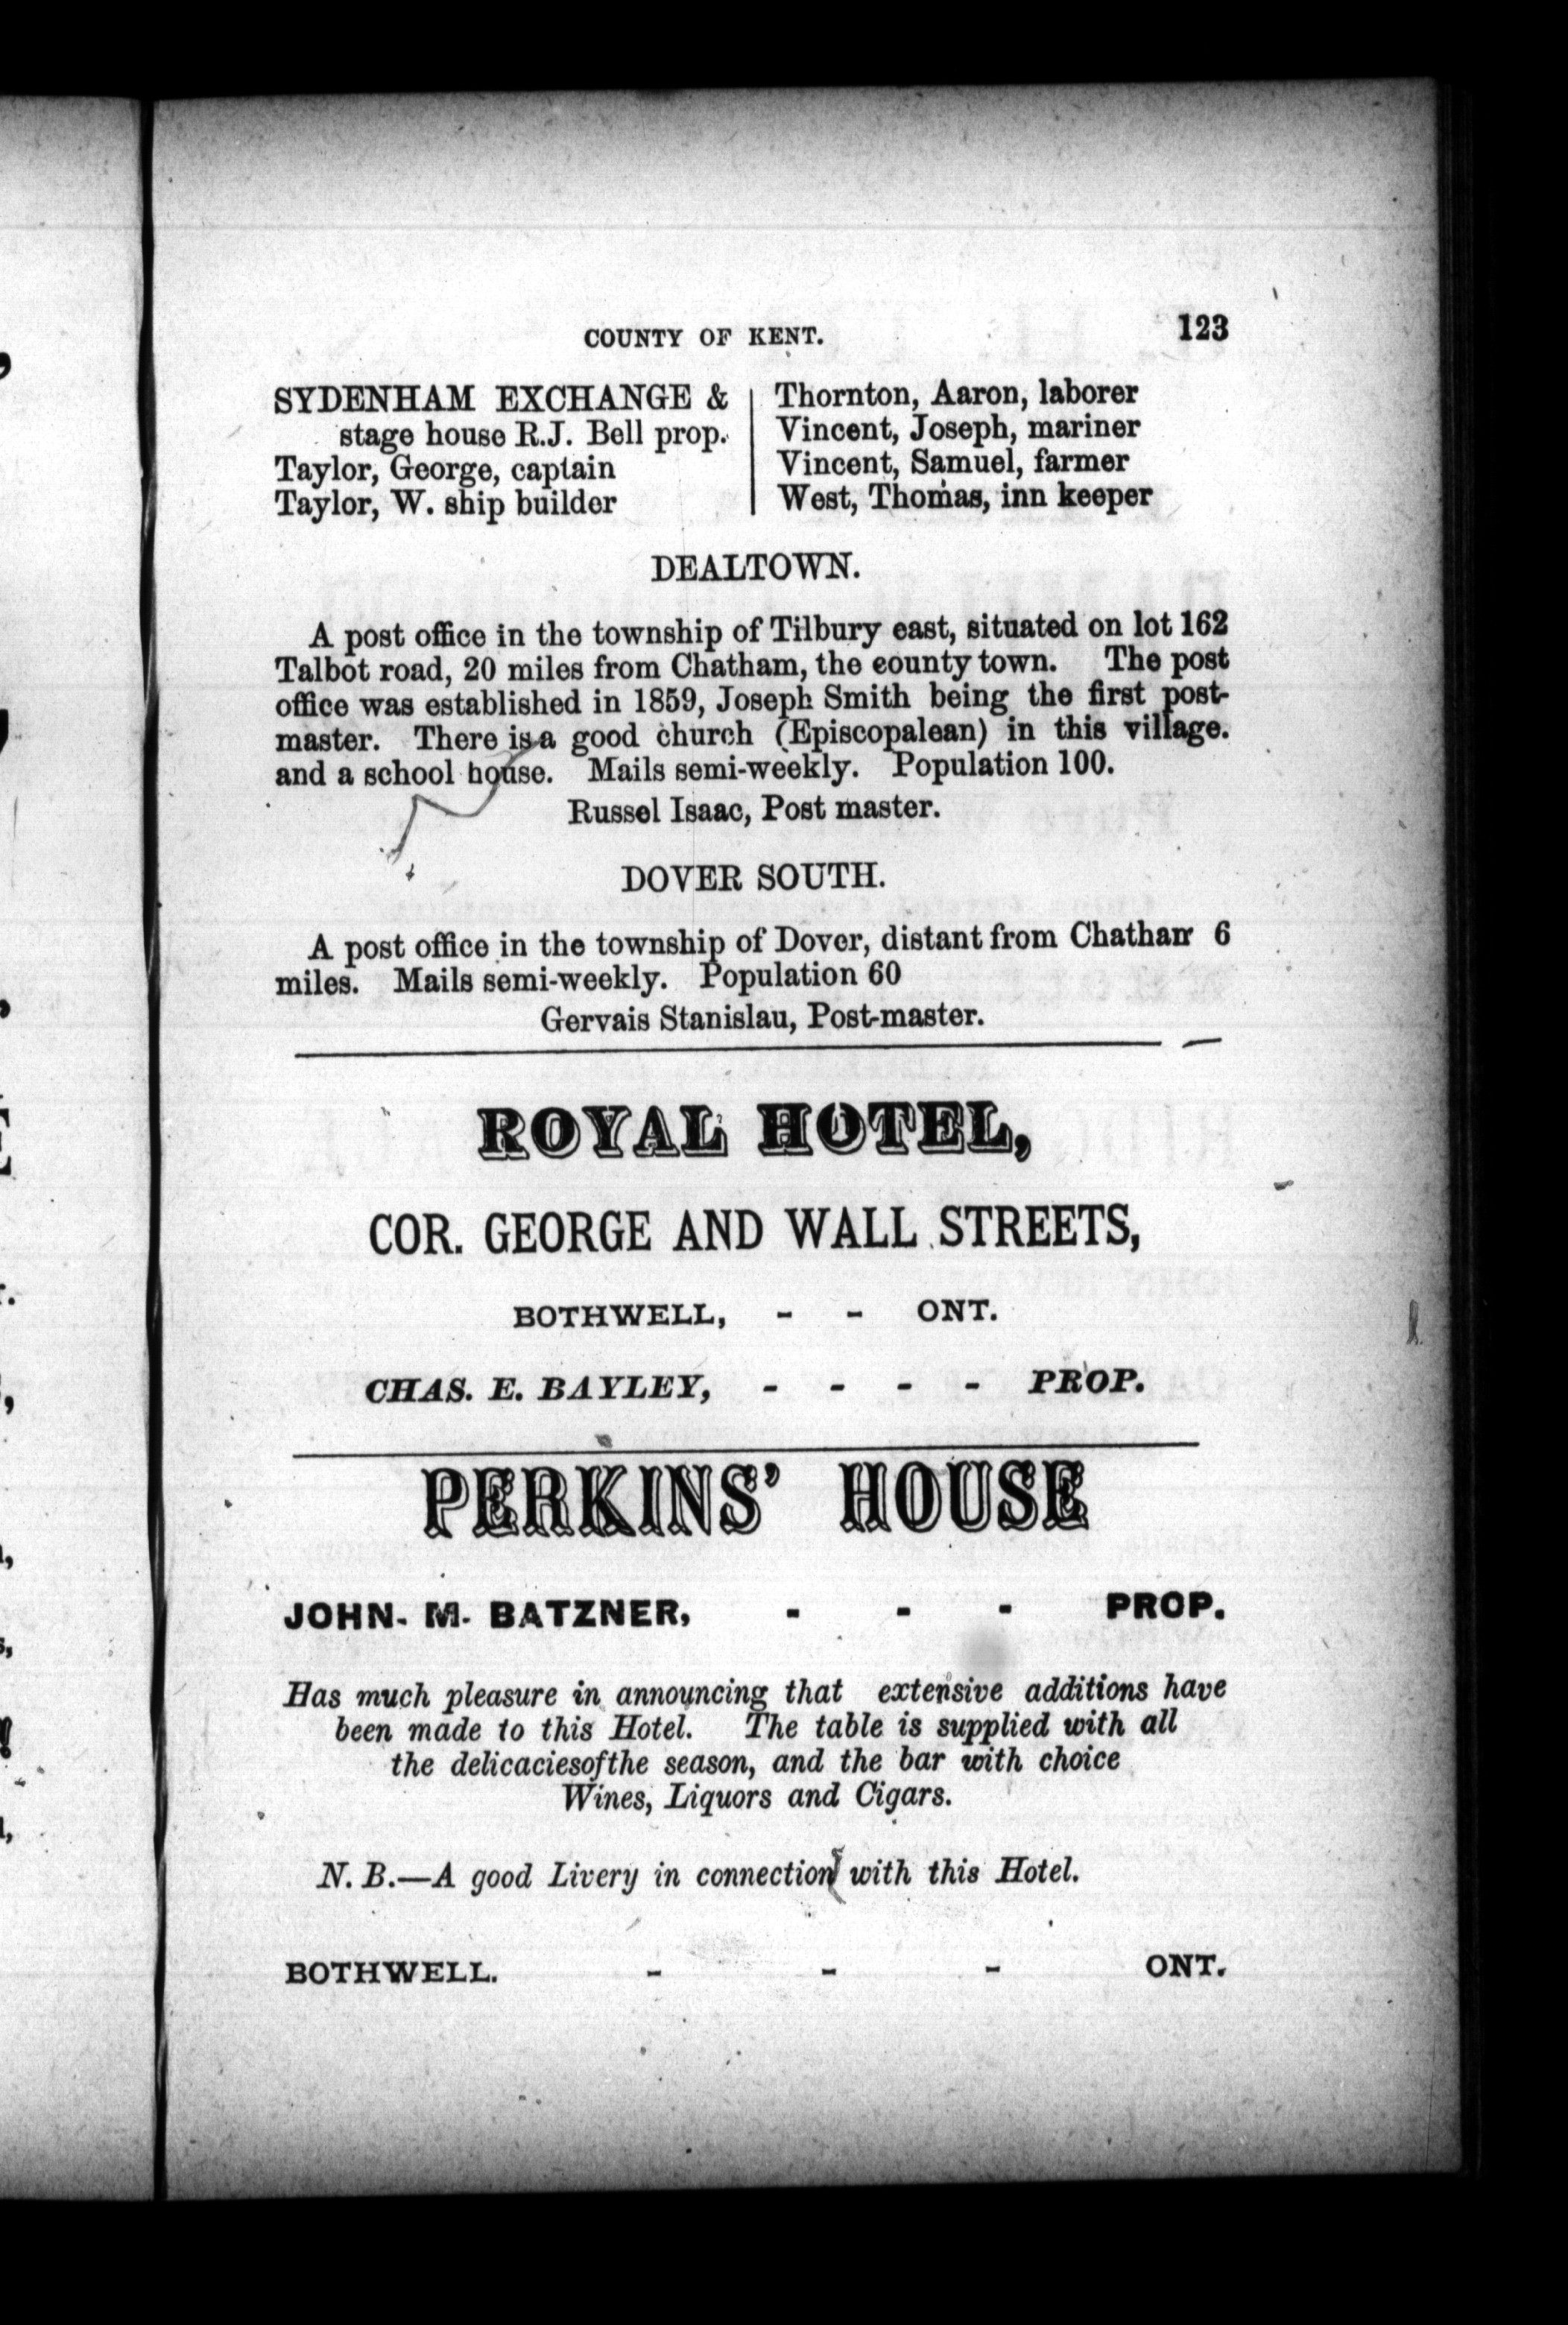 COUNTY OF KENT. 123
SYDENHAM EXCHANGE &
stage house R.J. Bell prop.
Taylor, George, captain
Taylor, W. ship builder
Thornton, Aaron, laborer
Vincent, Joseph, mariner
Vincent, Samuel, farmer
West, Thomas, inn keeper
DEALTOWN.
A post office in the township of Tilbury east, situated on lot 162
Talbot road, 20 miles from Chatham, the county town. The post
office was established in 1859, Joseph Smith being the first post-
master. There is a good church (Episcopalean) in this village.
and a school house. Mails semi-weekly. Population 100.
Russel Isaac, Post master.
DOVER SOUTH.
A post office in the township of Dover, distant from Chatham 6
miles. Mails semi-weekly. Population 60
Gervais Stanislau, Post-master.
ROYAL HOTEL,
COR. GEORGE AND WALL STREETS,
BOTHWELL, - - ONT.
CHAS. E. BAYLEY, - - - - PROP.
PERKINS' HOUSE
JOHN. M. BATZNER, - - - PROP.
Has much pleasure in announcing that extensive additions have
been made to this Hotel. The table is supplied with all
the delicaciesofthe season, and the bar with choice
Wines, Liquors and Cigars.
N. B.—A good Livery in connection with this Hotel.
BOTHWELL. - - - ONT.